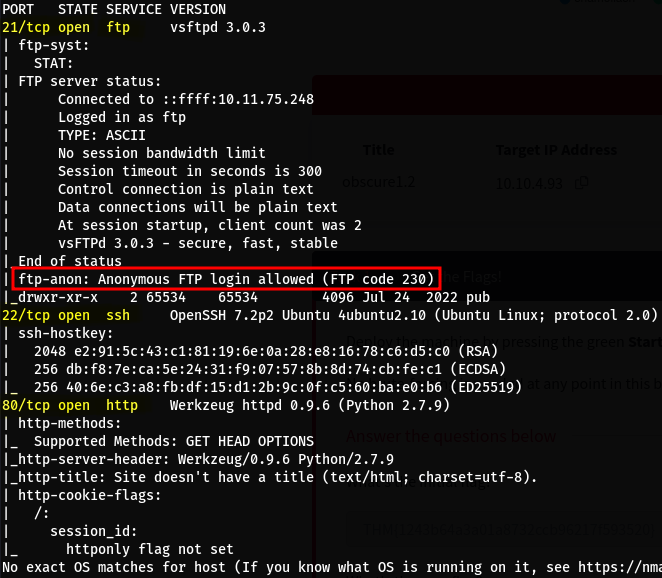 PORT   STATE SERVICE VERSION
21/tcp open  ftp     vsftpd 3.0.3
| ftp-syst:
|   STAT:
| FTP server status:
|      Connected to ::ffff:10.11.75.248
|      Logged in as ftp
|      TYPE: ASCII
|      No session bandwidth limit
|      Session timeout in seconds is 300
|      Control connection is plain text
|      Data connections will be plain text
|      At session startup, client count was 2
|      vsFTPd 3.0.3 - secure, fast, stable
|_End of status
| ftp-anon: Anonymous FTP login allowed (FTP code 230)
|_drwxr-xr-x    2 65534    65534        4096 Jul 24  2022 pub
22/tcp open  ssh     OpenSSH 7.2p2 Ubuntu 4ubuntu2.10 (Ubuntu Linux; protocol 2.0)
| ssh-hostkey:
|   2048 e2:91:5c:43:c1:81:19:6e:0a:28:e8:16:78:c6:d5:c0 (RSA)
|   256 db:f8:7e:ca:5e:24:31:f9:07:57:8b:8d:74:cb:fe:c1 (ECDSA)
|_  256 40:6e:c3:a8:fb:df:15:d1:2b:9c:0f:c5:60:ba:e0:b6 (ED25519)
80/tcp open  http    Werkzeug httpd 0.9.6 (Python 2.7.9)
| http-methods:
|_  Supported Methods: GET HEAD OPTIONS
|_http-server-header: Werkzeug/0.9.6 Python/2.7.9
|_http-title: Site doesn't have a title (text/html; charset=utf-8).
| http-cookie-flags:
|   /:
|     session_id:
|_      httponly flag not set
No exact OS matches for host (If you know what OS is running on it, see https://nma
Title
Target IP Address
obscure1.2
10.10.4.93
Flags!
by pressing the green Star
at any point in this b
Answer the questions below